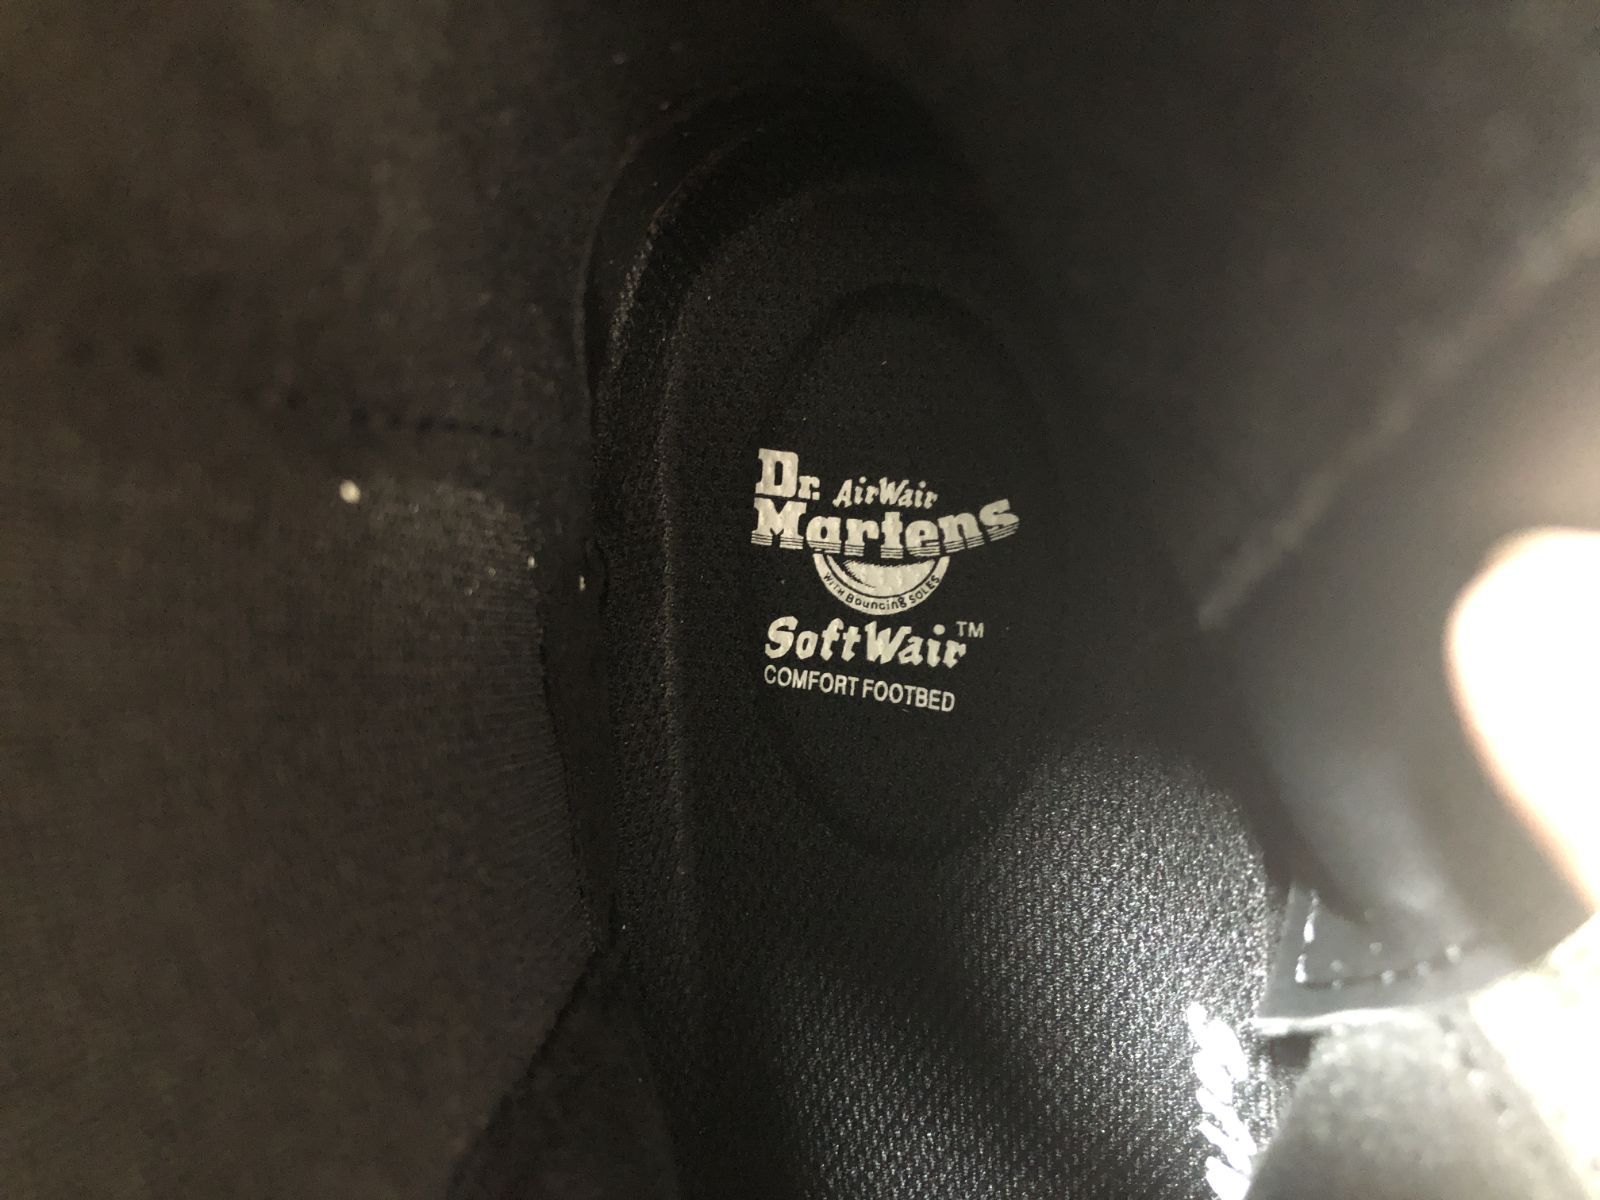 Dr. AirWair
Martens
WITH Bouncing SOLES
SoftWair™
COMFORT FOOTBED